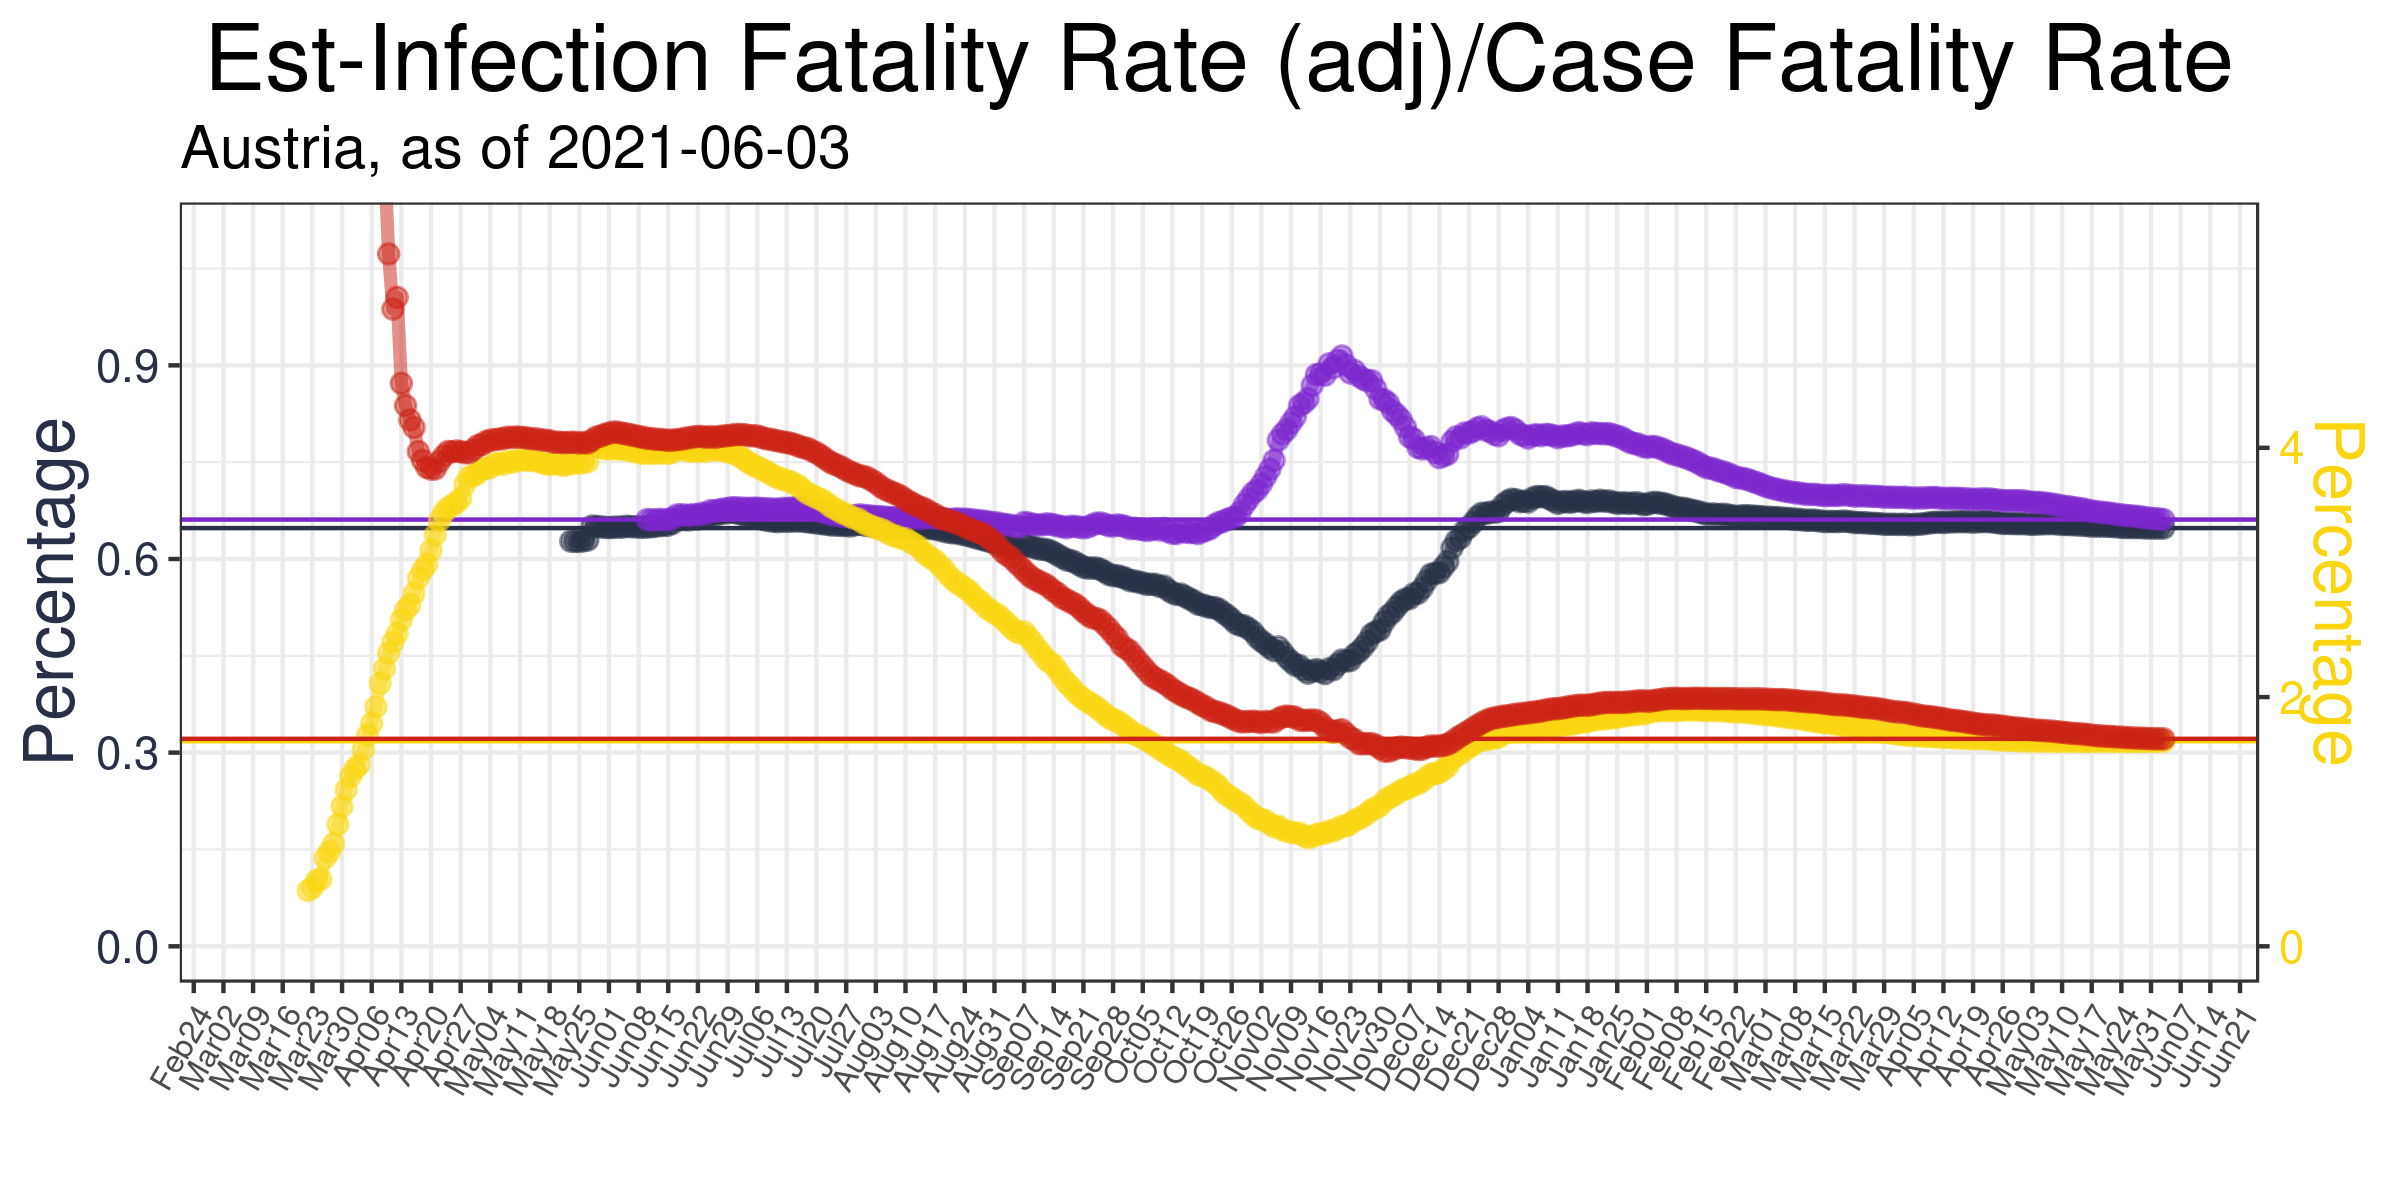 Est-Infection Fatality Rate (adj)/Case Fatality Rate
Austria, as of 2021-06-03
Percentage
0.9
0.6
0.3
0.0
Percentage
4
2
0
Feb24
Mar02
Mar09
Mar16
Mar23
Mar30
Apr06
Apr13
Apr20
Apr27
May04
May11
May18
May25
Jun01
Jun08
Jun15
Jun22
Jun29
Jul06
Jul13
Jul20
Jul27
Aug03
Aug10
Aug17
Aug24
Aug31
Sep07
Sep14
Sep21
Sep28
Oct05
Oct12
Oct19
Oct26
Nov02
Nov09
Nov16
Nov23
Nov30
Dec07
Dec14
Dec21
Dec28
Jan04
Jan11
Jan18
Jan25
Feb01
Feb08
Feb15
Feb22
Mar01
Mar08
Mar15
Mar22
Mar29
Apr05
Apr12
Apr19
Apr26
May03
May10
May17
May24
May31
Jun07
Jun14
Jun21